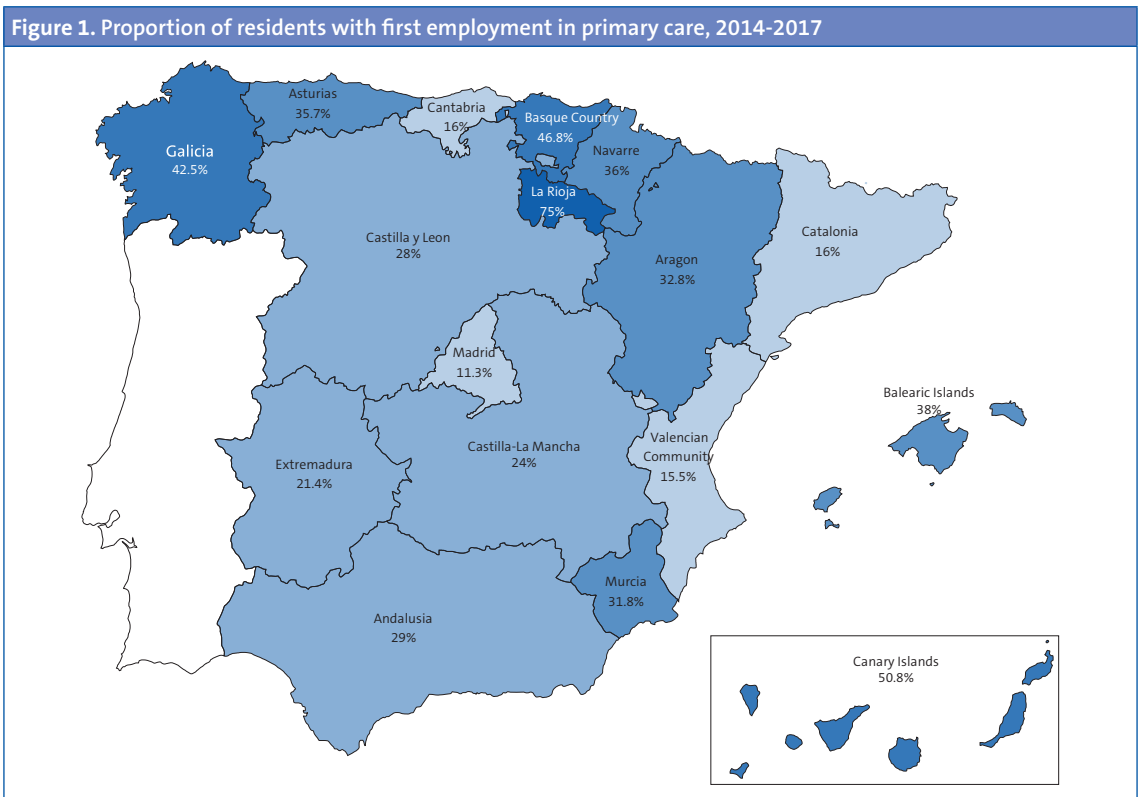 Figure 1. Proportion of residents with first employment in primary care, 2014-2017
Asturias
35.7%
Cantabria
16%
Basque Country
46.8%
Galicia
42.5%
Navarre
36%
La Rioja
75%
Castilla y Leon
28%
Catalonia
16%
Aragon
32.8%
Madrid
11.3%
Balearic Islands
38%
Valencian
Community
15.5%
Castilla-La Mancha
24%
Extremadura
21.4%
Murcia
31.8%
Andalusia
29%
Canary Islands
50.8%